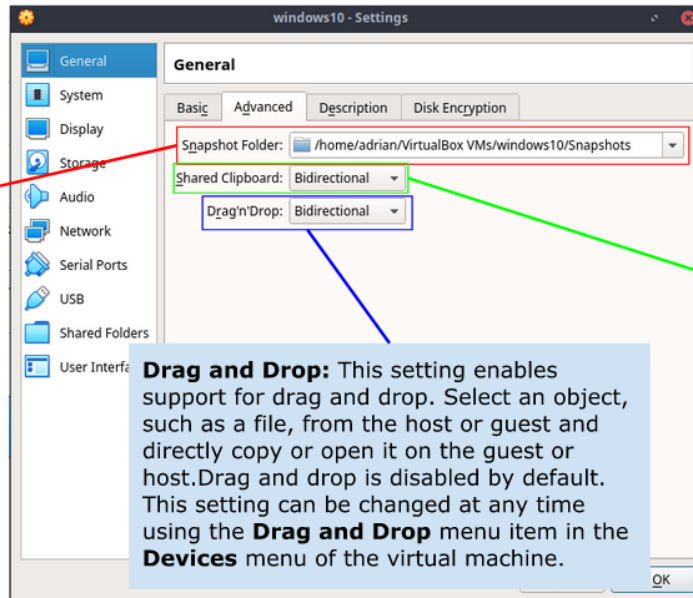 windows10 - Settings
General
System
Display
Storage
Audio
Network
Serial Ports
USB
Shared Folders
User Interfa
General
Basic
Advanced
Description
Disk Encryption
Snapshot Folder: /home/adrian/VirtualBox VMs/windows10/Snapshots
Shared Clipboard: Bidirectional
Drag'n'Drop: Bidirectional
Drag and Drop: This setting enables
support for drag and drop. Select an object,
such as a file, from the host or guest and
directly copy or open it on the guest or
host.Drag and drop is disabled by default.
This setting can be changed at any time
using the Drag and Drop menu item in the
Devices menu of the virtual machine.
OK